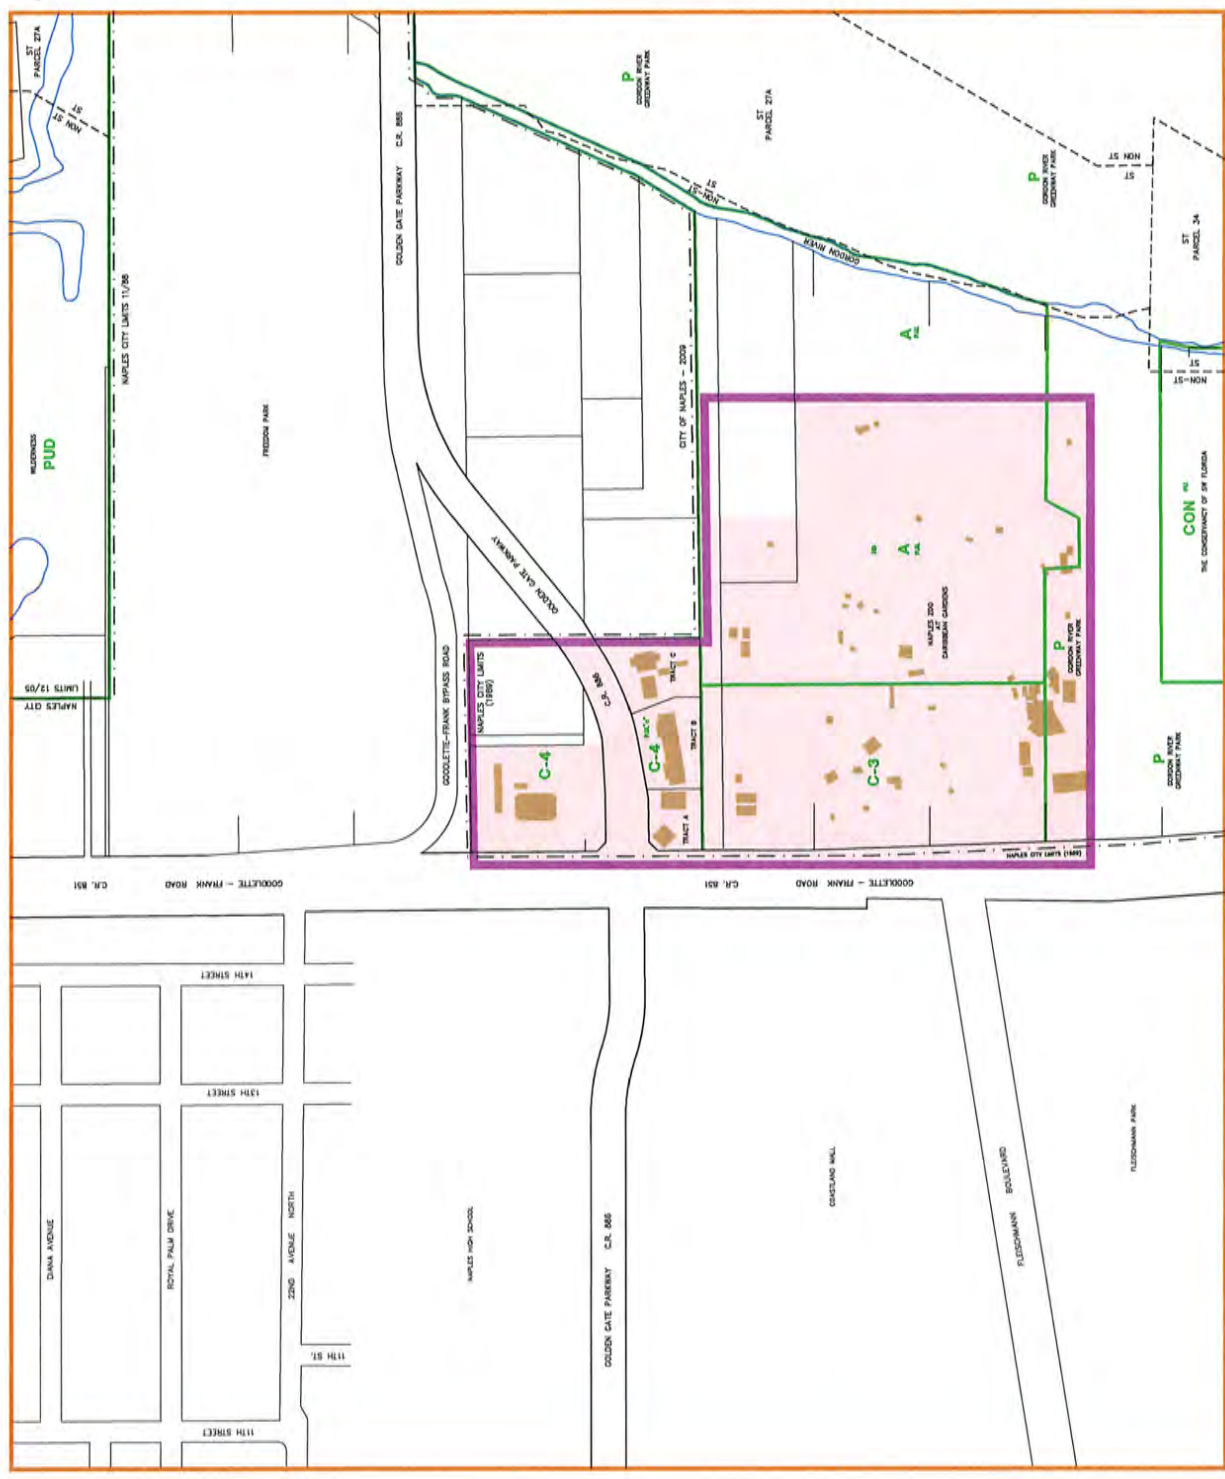 ST
PARCEL 27A
ST
NON ST
NAPLES CITY LIMITS 11/88
WILDERNESS
PUD
NAPLES CITY
LIMITS 12/05
FREEDOM PARK
GOLDEN GATE PARKWAY C.R. 886
P
GORDON RIVER
GREENWAY PARK
ST
PARCEL 27A
ST
NON-ST
GORDON RIVER
P
GORDON RIVER
GREENWAY PARK
ST
NON ST
ST
PARCEL 34
ST
NON-ST
A
CITY OF NAPLES - 2009
GOLDEN GATE PARKWAY
C.R. 886
GOODLETTE-FRANK BYPASS ROAD
NAPLES CITY LIMITS
(1989)
C-4
C-4
TRACT C
TRACT B
TRACT A
A
NAPLES ZOO
AT
CARIBBEAN GARDENS
C-3
P
GORDON RIVER
GREENWAY PARK
CON
THE CONSERVANCY OF SW FLORIDA
P
GORDON RIVER
GREENWAY PARK
C.R. 851
GOODLETTE - FRANK ROAD
C.R. 851
GOODLETTE - FRANK ROAD
14TH STREET
13TH STREET
DIANA AVENUE
ROYAL PALM DRIVE
22ND AVENUE NORTH
11TH ST.
11TH STREET
NAPLES HIGH SCHOOL
GOLDEN GATE PARKWAY C.R. 886
COASTLAND MALL
FLEISCHMANN BOULEVARD
FLEISCHMANN PARK